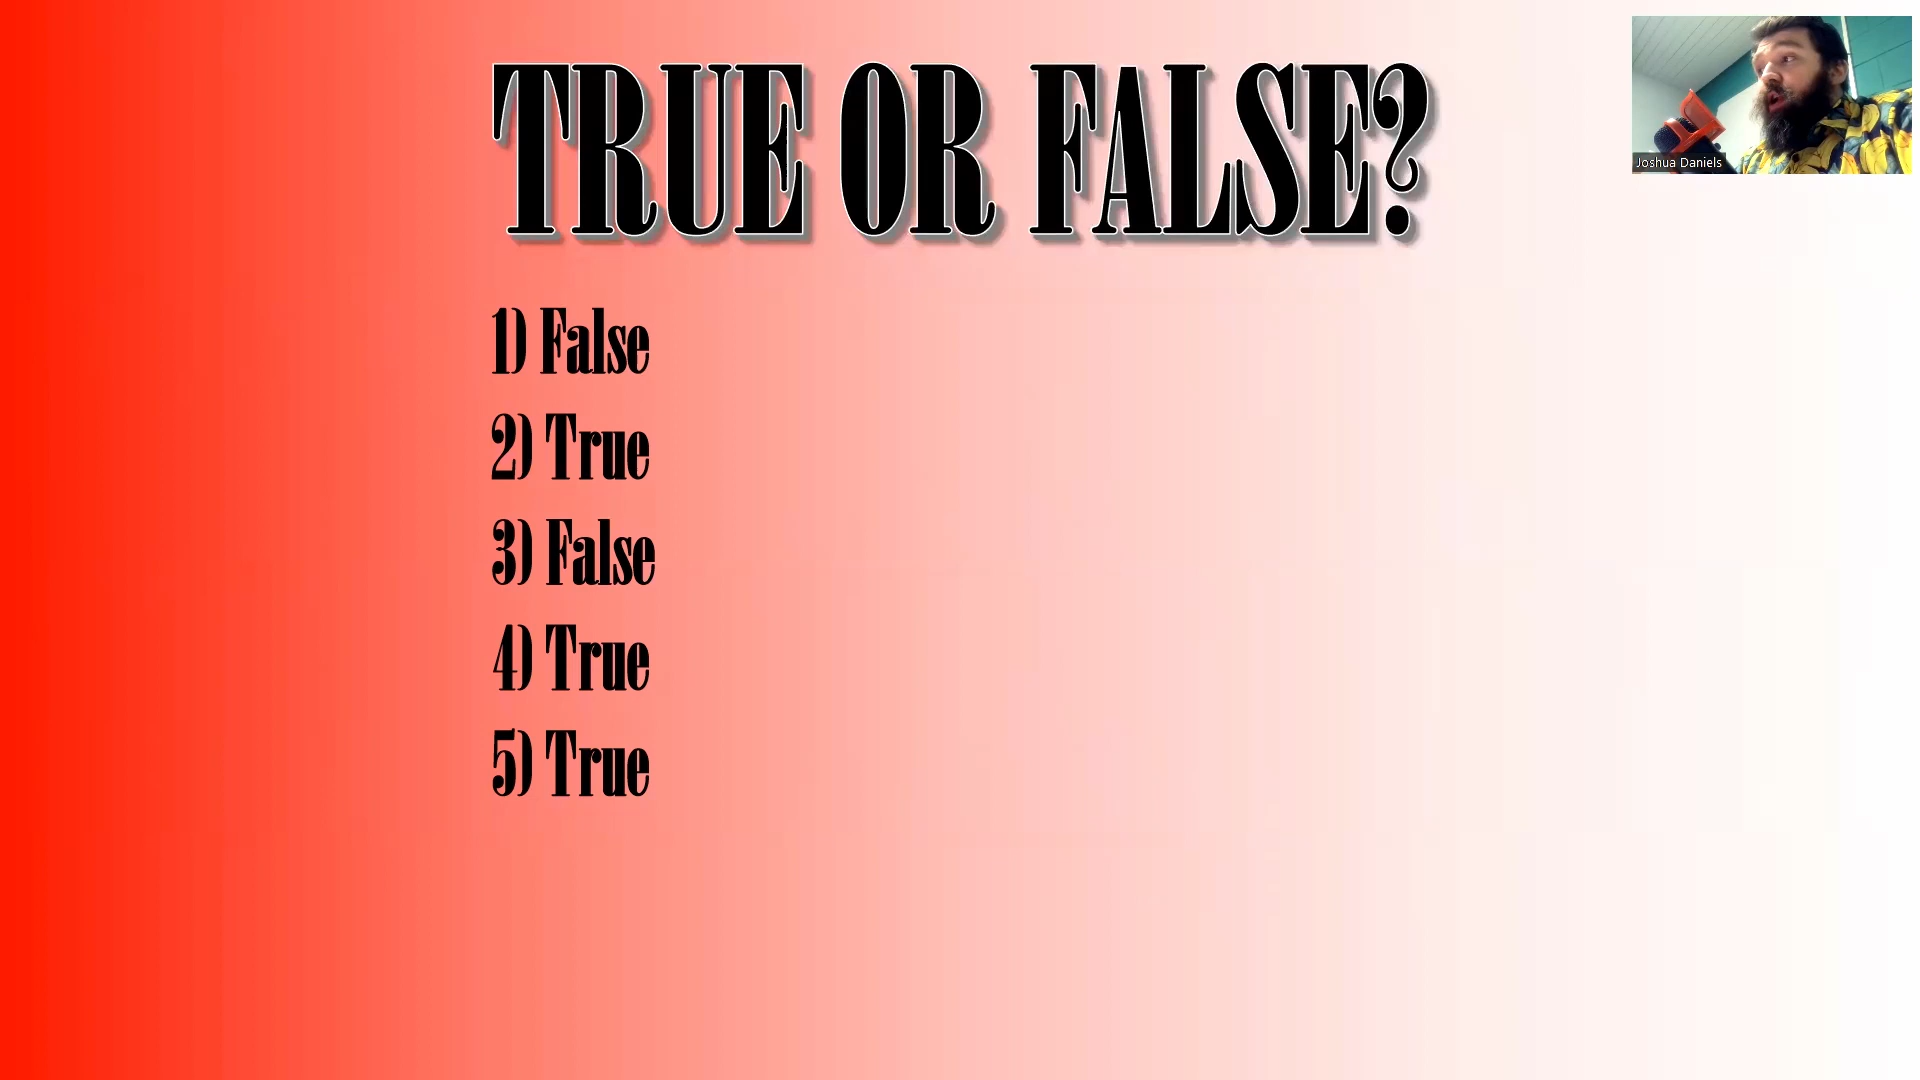 TRUE OR FALSE?
Joshua Daniels
1) False
2) True
3) False
4) True
5) True